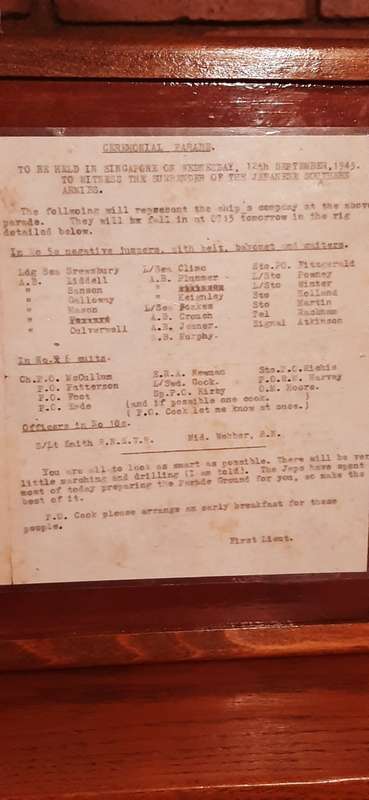 CEREMONIAL PARADE.
TO BE HELD IN SINGAPORE ON WEDNESDAY, 12th SEPTEMBER, 1945.
TO WITNESS THE SURRENDER OF THE JAPANESE SOUTHERN
ARMIES.
The following will represent the ship's company at the above
parade. They will be fall in at 0715 tomorrow in the rig
detailed below.
In No 5s negative jumpers, with belt, bayonet and gaiters.
Ldg Sea Shrewsbury L/Sea Cline Sto.PO. Fitzgerald
A.B. Liddell A.B. Plummer L/Sto Powney
" Samson " L/Sto Winter
" Galloway " Keignley Sto Holland
" Mason L/Sea Foakes Sto Martin
" A.B. Crouch Tel Markham
" Culverwell A.B. Jenner. Signal Atkinson
A.B. Murphy.
In No. 6 suits.
Ch.P.O. McCullum E.R.A. Newman Sto.P.O. Richie
P.O. Patterson L/Smd. Cook. P.O.R.M. Harvey
P.O. Foot Sp.P.O. Kirby O.M. Moore.
P.O. Eade (and if possible one cook. )
( P.O. Cook let me know at once.)
Officers in No 10s.
S/Lt Smith R.N.V.R. Mid. Webber, R.N.
You are all to look as smart as possible. There will be very
little marching and drilling (I am told). The Japs have spent
most of today preparing the Parade Ground for you, so make the
best of it.
P.O. Cook please arrange an early breakfast for these
people.
First Lieut.